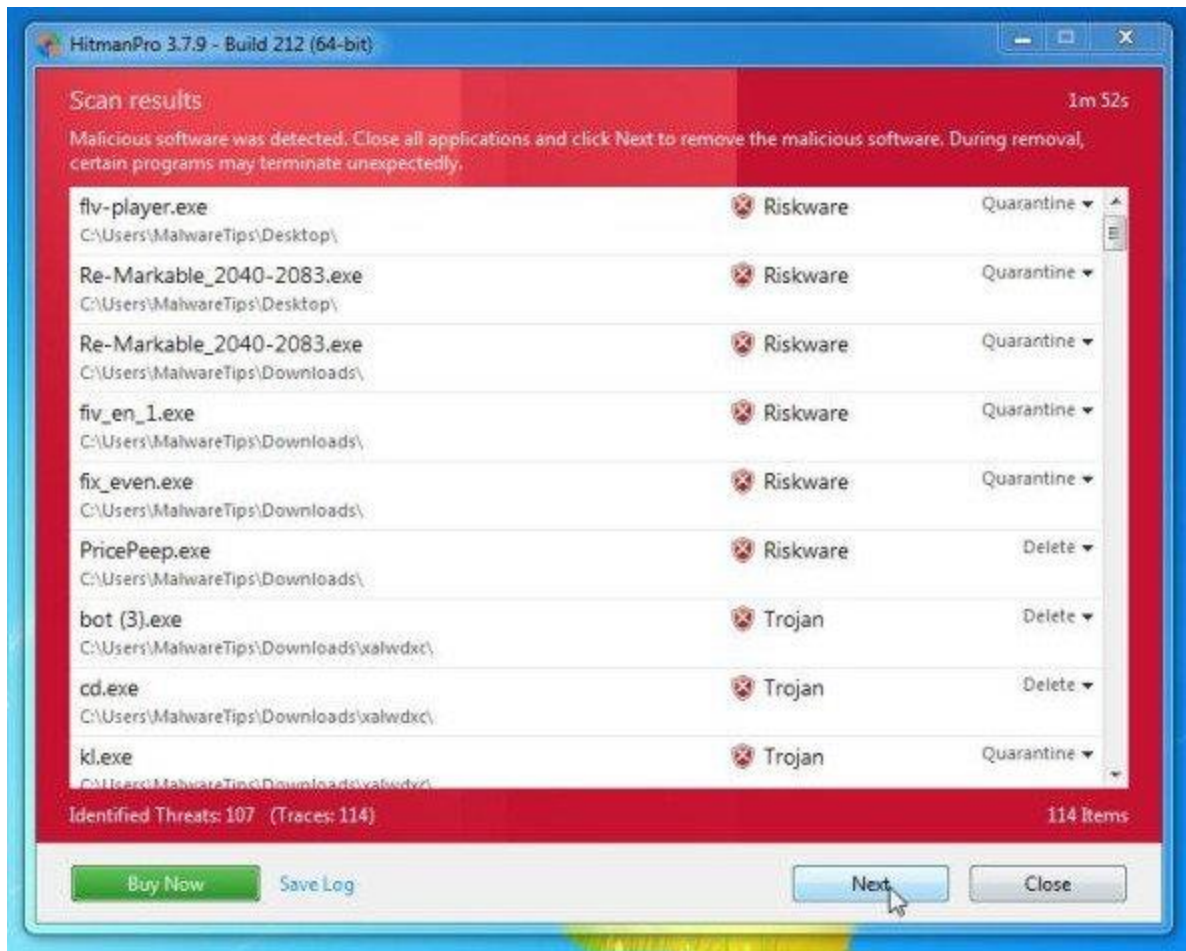 HitmanPro 3.7.9 - Build 212 (64-bit)
Scan results
1m 52s
Malicious software was detected. Close all applications and click Next to remove the malicious software. During removal,
certain programs may terminate unexpectedly.
flv-player.exe
Riskware
Quarantine
C:\Users\MalwareTips\Desktop\
Re-Markable_2040-2083.exe
Riskware
Quarantine
C:\Users\MalwareTips\Desktop\
Re-Markable_2040-2083.exe
Riskware
Quarantine
C:\Users\MalwareTips\Downloads\
fiv_en_1.exe
Riskware
Quarantine
C:\Users\MalwareTips\Downloads\
fix_even.exe
Riskware
Quarantine
C:\Users\MalwareTips\Downloads\
PricePeep.exe
Riskware
Delete
C:\Users\MalwareTips\Downloads\
bot (3).exe
Trojan
Delete
C:\Users\MalwareTips\Downloads\xalwdxc\
cd.exe
Trojan
Delete
C:\Users\MalwareTips\Downloads\xalwdxc\
kl.exe
Trojan
Quarantine
C:\Users\MalwareTips\Downloads\xalwdxc\
Identified Threats: 107 (Traces: 114)
114 Items
Buy Now
Save Log
Next
Close